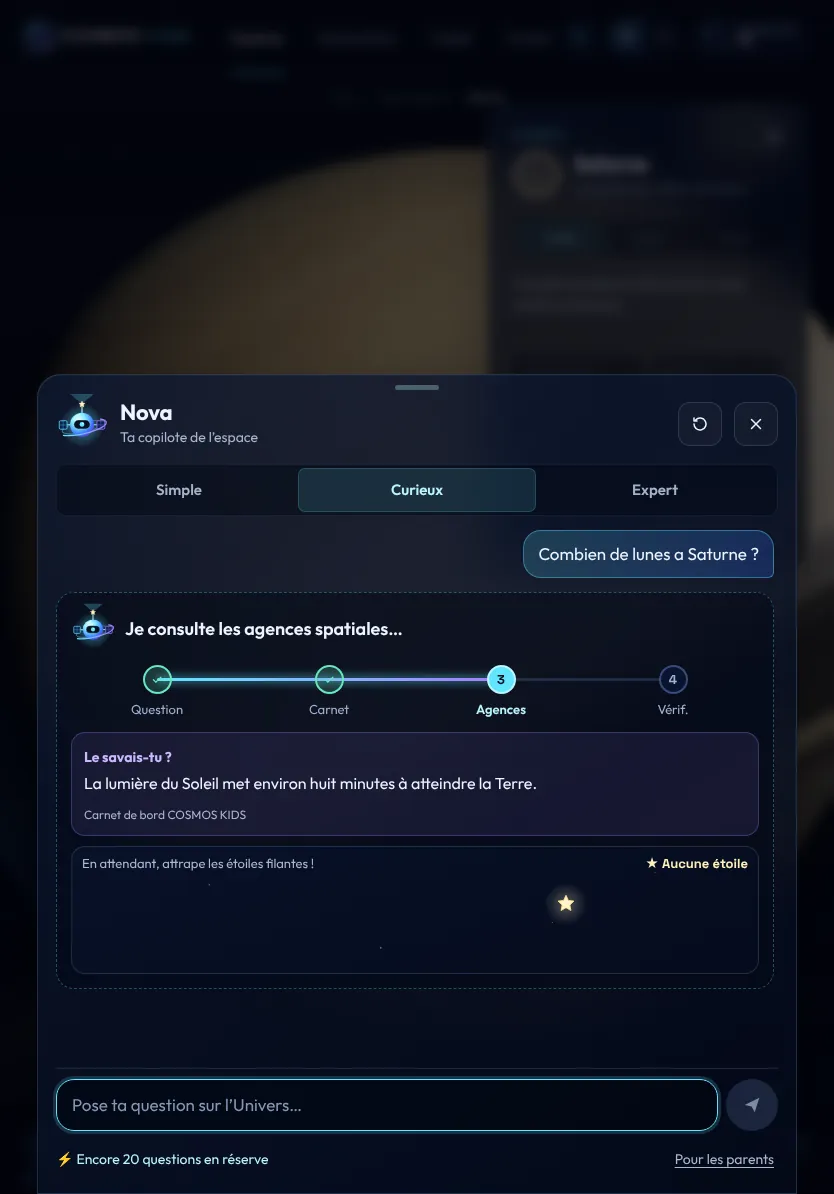 Nova
Ta copilote de l'espace
Simple
Curieux
Expert
Combien de lunes a Saturne ?
Je consulte les agences spatiales...
3
4
Question
Carnet
Agences
Vérif.
Le savais-tu ?
La lumière du Soleil met environ huit minutes à atteindre la Terre.
Carnet de bord COSMOS KIDS
En attendant, attrape les étoiles filantes !
★ Aucune étoile
Pose ta question sur l'Univers...
⚡ Encore 20 questions en réserve
Pour les parents